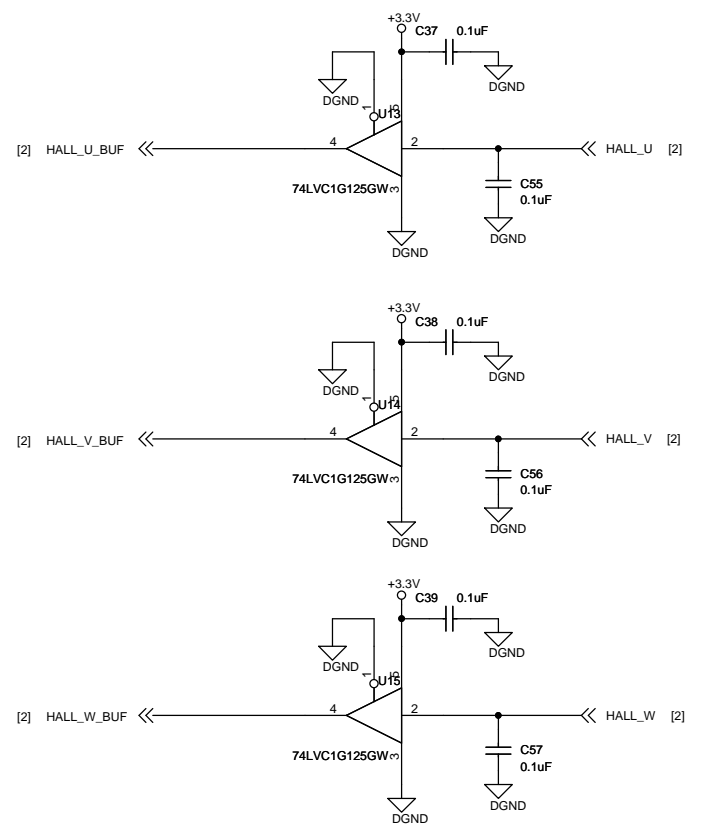 +3.3V
C37 0.1uF
DGND
DGND
1
5
U13
[2] HALL_U_BUF
4
2
HALL_U [2]
74LVC1G125GW
3
C55
0.1uF
DGND
DGND
+3.3V
C38 0.1uF
DGND
DGND
1
5
U14
[2] HALL_V_BUF
4
2
HALL_V [2]
74LVC1G125GW
3
C56
0.1uF
DGND
DGND
+3.3V
C39 0.1uF
DGND
DGND
1
5
U15
[2] HALL_W_BUF
4
2
HALL_W [2]
74LVC1G125GW
3
C57
0.1uF
DGND
DGND